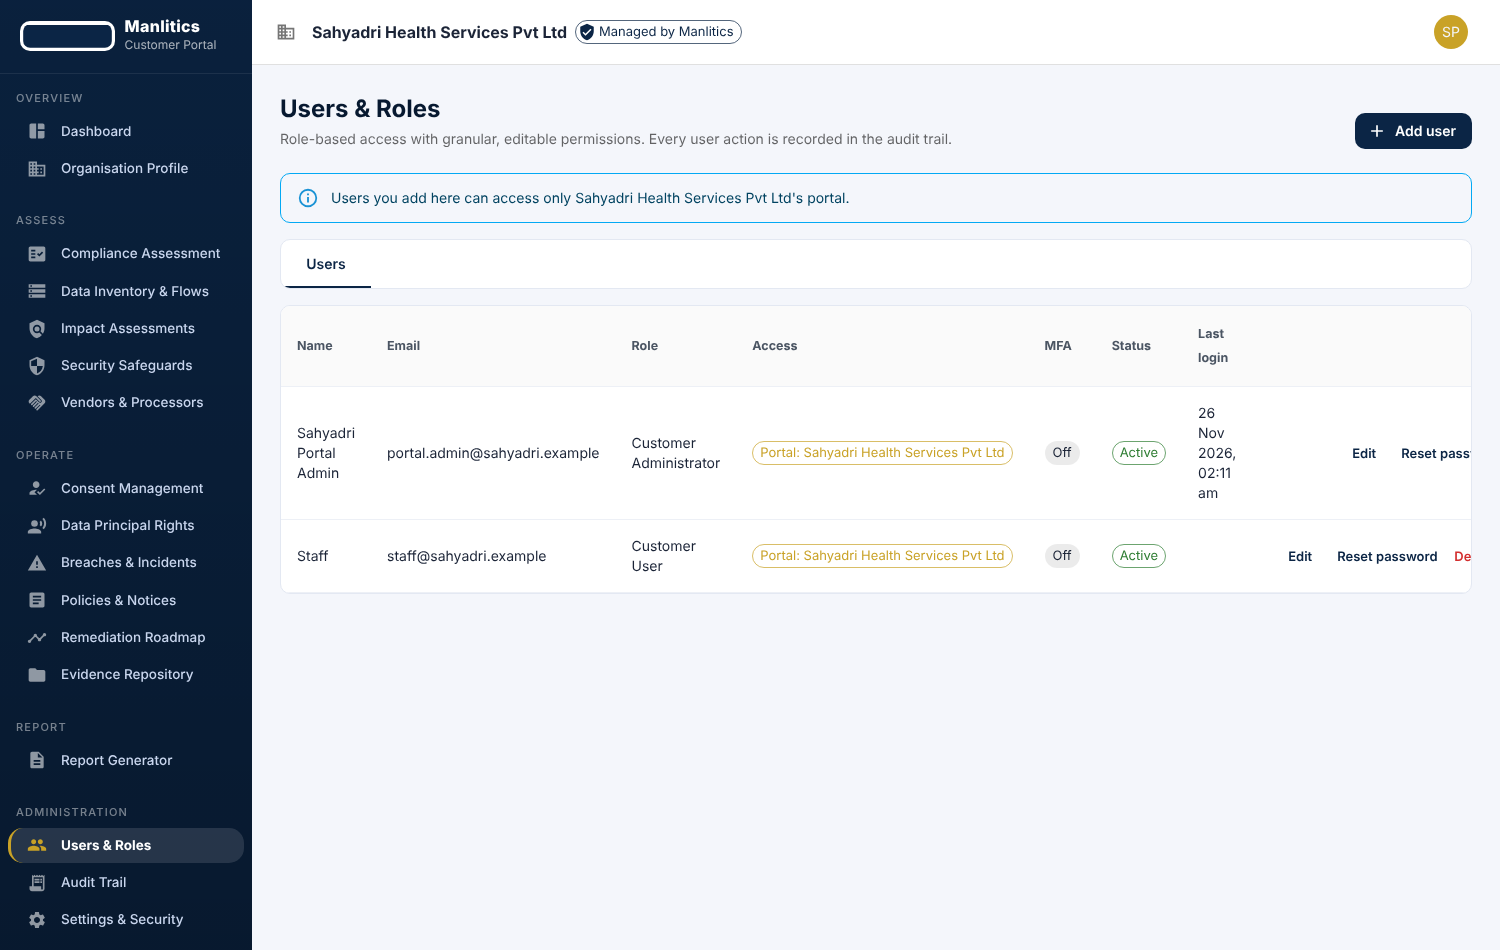 Manlitics
Customer Portal
OVERVIEW
Dashboard
Organisation Profile
ASSESS
Compliance Assessment
Data Inventory & Flows
Impact Assessments
Security Safeguards
Vendors & Processors
OPERATE
Consent Management
Data Principal Rights
Breaches & Incidents
Policies & Notices
Remediation Roadmap
Evidence Repository
REPORT
Report Generator
ADMINISTRATION
Users & Roles
Audit Trail
Settings & Security
Sahyadri Health Services Pvt Ltd Managed by Manlitics
SP
Users & Roles
Role-based access with granular, editable permissions. Every user action is recorded in the audit trail.
+ Add user
Users you add here can access only Sahyadri Health Services Pvt Ltd's portal.
Users
Name Email Role Access MFA Status Last
login
Sahyadri
Portal
Admin
portal.admin@sahyadri.example
Customer
Administrator
Portal: Sahyadri Health Services Pvt Ltd
Off
Active
26
Nov
2026,
02:11
am
Edit Reset pass
Staff
staff@sahyadri.example
Customer
User
Portal: Sahyadri Health Services Pvt Ltd
Off
Active
Edit Reset password De